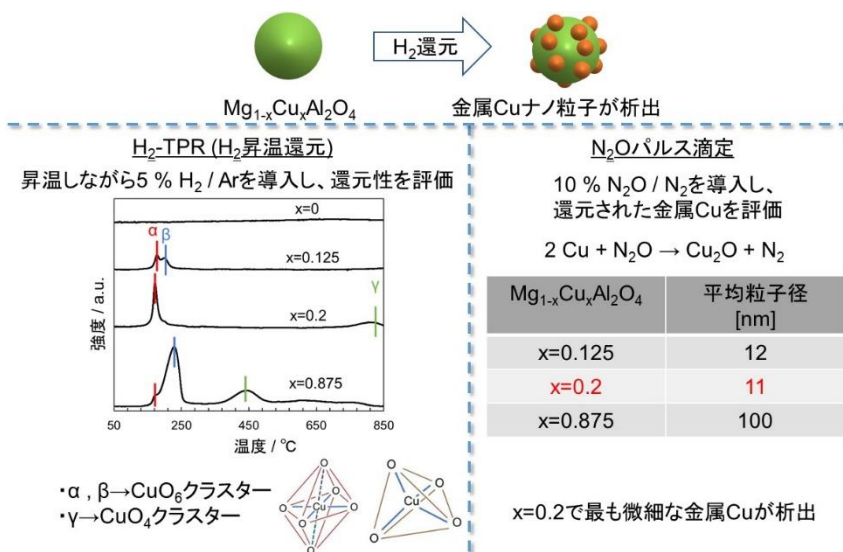 H₂還元
Mg₁₋ₓCuₓAl₂O₄
金属Cuナノ粒子が析出
H₂-TPR (H₂昇温還元)
昇温しながら5 % H₂ / Arを導入し、還元性を評価
x=0
α
β
x=0.125
γ
x=0.2
x=0.875
強度 / a.u.
50
250
450
650
850
温度 / ℃
・α , β→CuO₆クラスター
・γ→CuO₄クラスター
O
O
O
Cu
O
O
O
O
O
Cu
O
O
N₂Oパルス滴定
10 % N₂O / N₂を導入し、
還元された金属Cuを評価
2 Cu + N₂O → Cu₂O + N₂
Mg₁₋ₓCuₓAl₂O₄
平均粒子径
[nm]
x=0.125
12
x=0.2
11
x=0.875
100
x=0.2で最も微細な金属Cuが析出